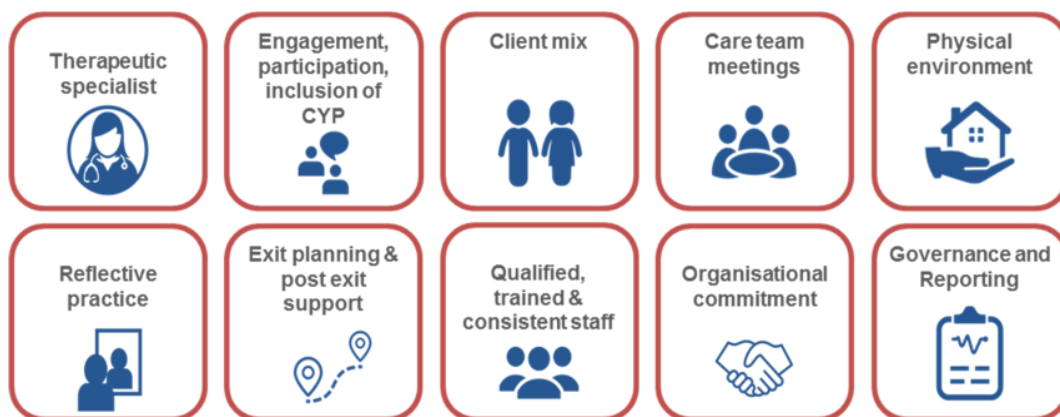 Therapeutic
specialist
Engagement,
participation,
inclusion of
CYP
Client mix
Care team
meetings
Physical
environment
Reflective
practice
Exit planning &
post exit
support
Qualified,
trained &
consistent staff
Organisational
commitment
Governance and
Reporting